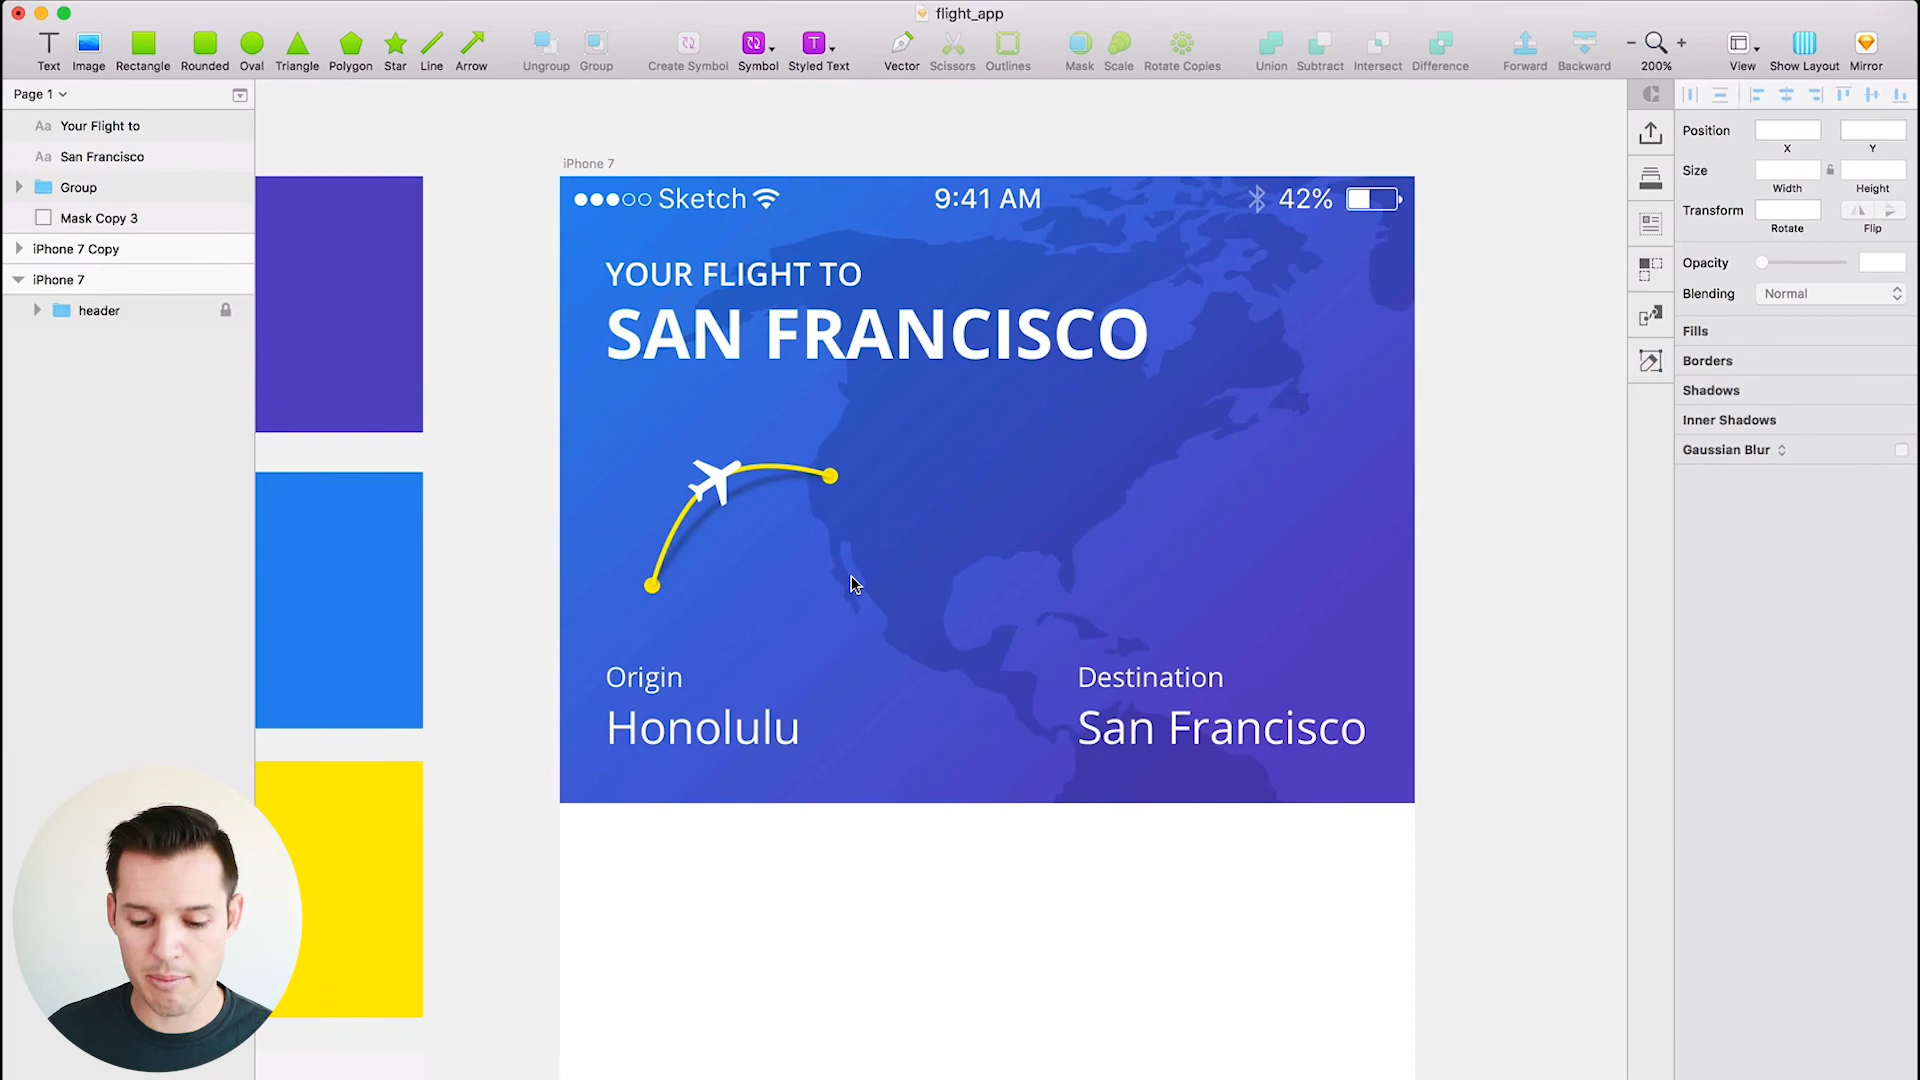 flight_app
Text Image Rectangle Rounded Oval Triangle Polygon Star Line Arrow Ungroup Group Create Symbol Symbol Styled Text Vector Scissors Outlines Mask Scale Rotate Copies Union Subtract Intersect Difference Forward Backward 200% View Show Layout Mirror
Page 1
Aa Your Flight to
Aa San Francisco
Group
Mask Copy 3
iPhone 7 Copy
iPhone 7
header
iPhone 7
Sketch 9:41 AM 42%
YOUR FLIGHT TO
SAN FRANCISCO
Origin
Honolulu
Destination
San Francisco
Position
X Y
Size
Width Height
Transform
Rotate Flip
Opacity
Blending Normal
Fills
Borders
Shadows
Inner Shadows
Gaussian Blur